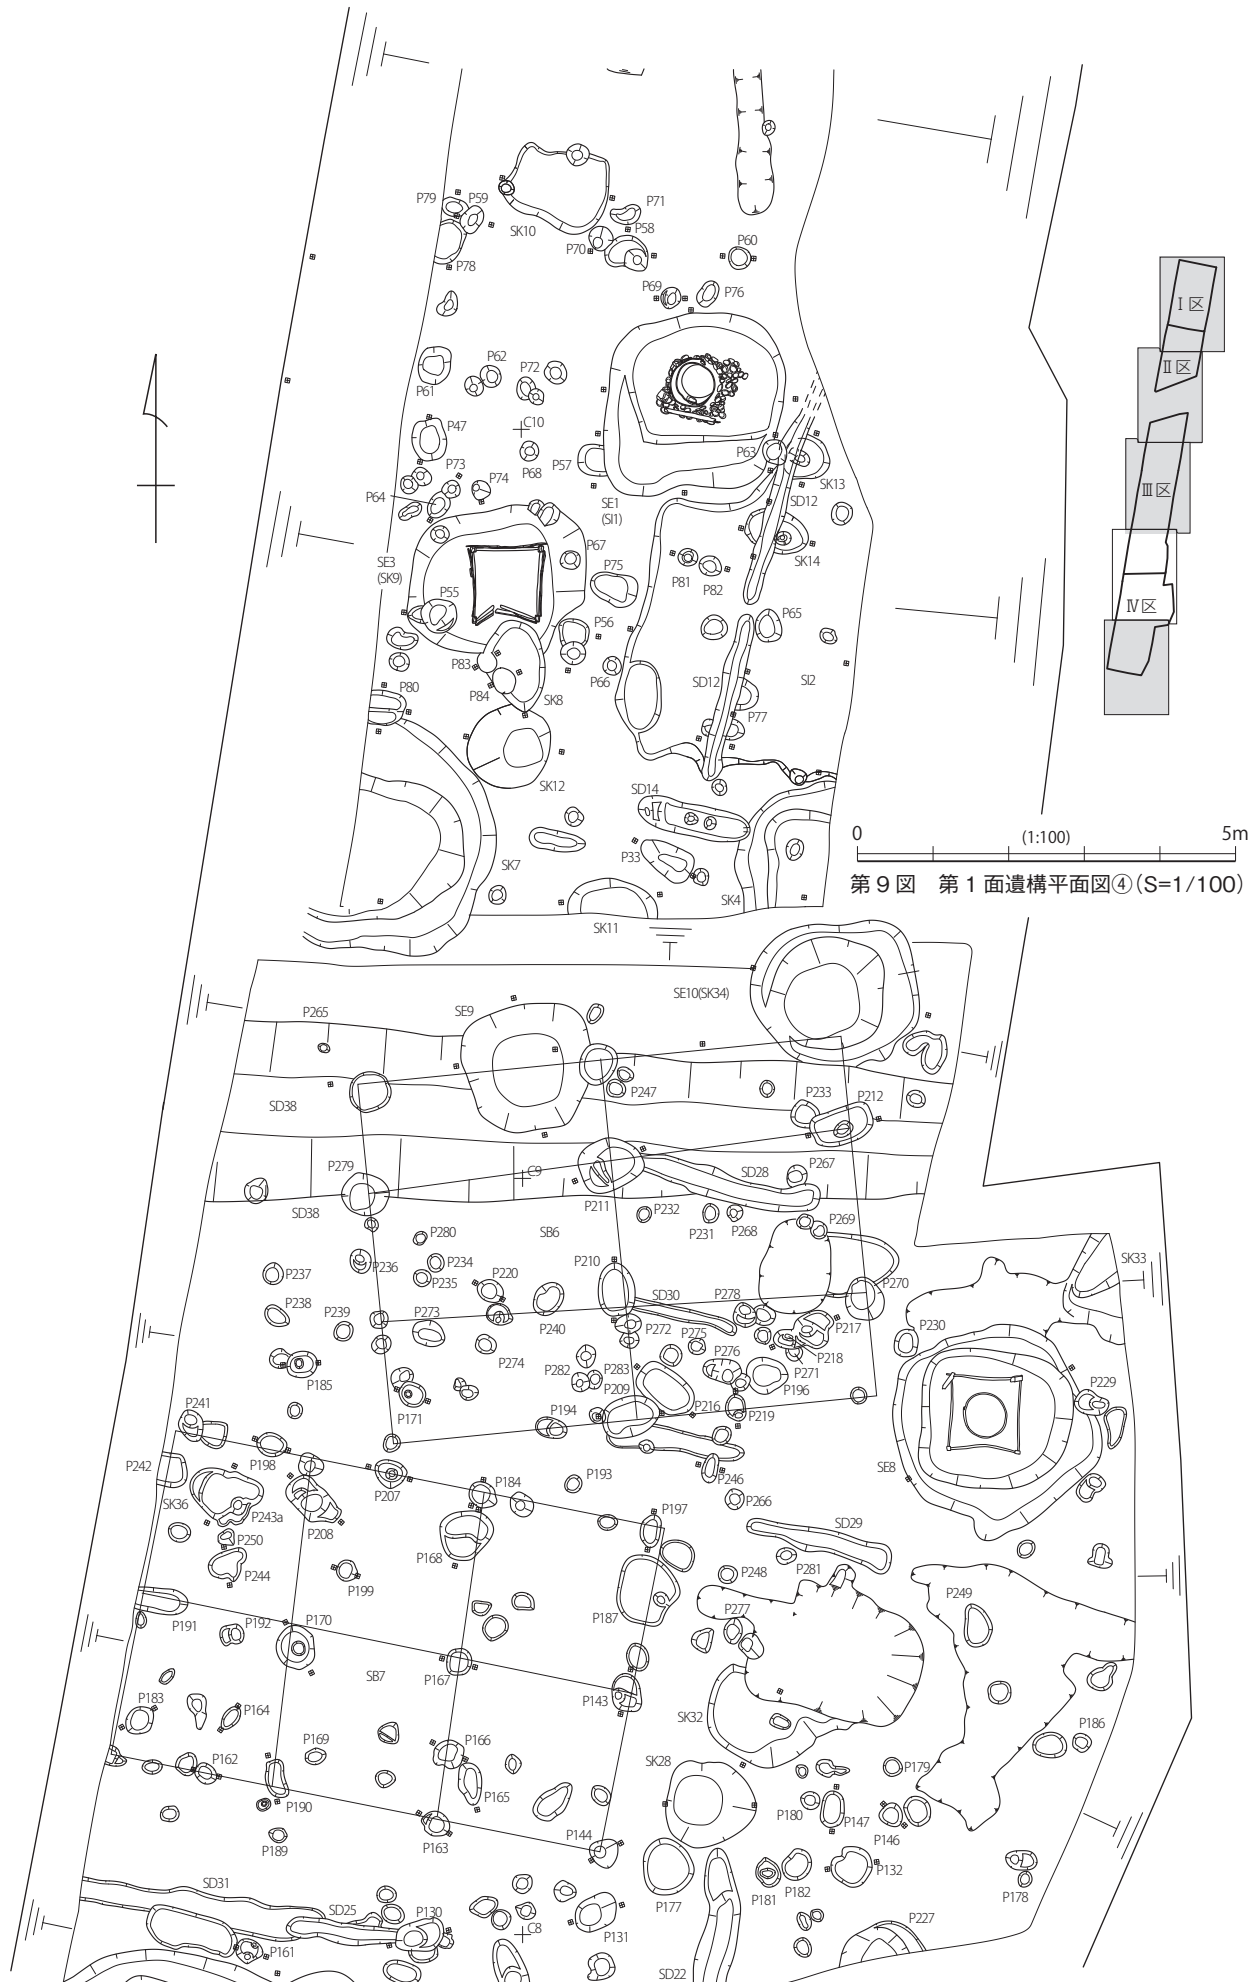 P79
P59
P71
SK10
P58
P70
P60
P78
P69
P76
I区
II区
P62
P72
P61
C10
P47
P63
P68
P57
P73
P74
SK13
III区
P64
SE1
(SI1)
SD12
P67
SK14
SE3
(SK9)
P75
P81
P82
P55
P65
IV区
P56
P83
P66
SD12
SI2
P84
P80
SK8
P77
SK12
SD14
0
(1:100)
5m
P33
SK7
第9図 第1面遺構平面図④(S=1/100)
SK4
SK11
SE10(SK34)
P265
SE9
P247
P233
P212
SD38
P279
C9
SD28
P267
SD38
P211
P232
P231
P268
P269
P280
SB6
P234
P210
P236
P235
P237
P220
SK33
P270
SD30
P278
P238
P239
P273
P240
P272
P217
P230
P275
P274
P218
P282
P283
P276
P271
P185
P209
P196
P229
P241
P171
P194
P216
P219
P242
P198
P207
P184
P193
P246
SE8
SK36
P243a
P208
P197
P266
SD29
P250
P168
P244
P199
P248
P281
P249
P191
P192
P170
P187
P277
SB7
P167
P143
P183
P164
SK32
P169
P166
P186
P162
SK28
P179
P165
P190
P180
P147
P146
P189
P163
P144
P132
SD31
P177
P181
P182
P178
SD25
P130
P227
C8
P131
P161
SD22